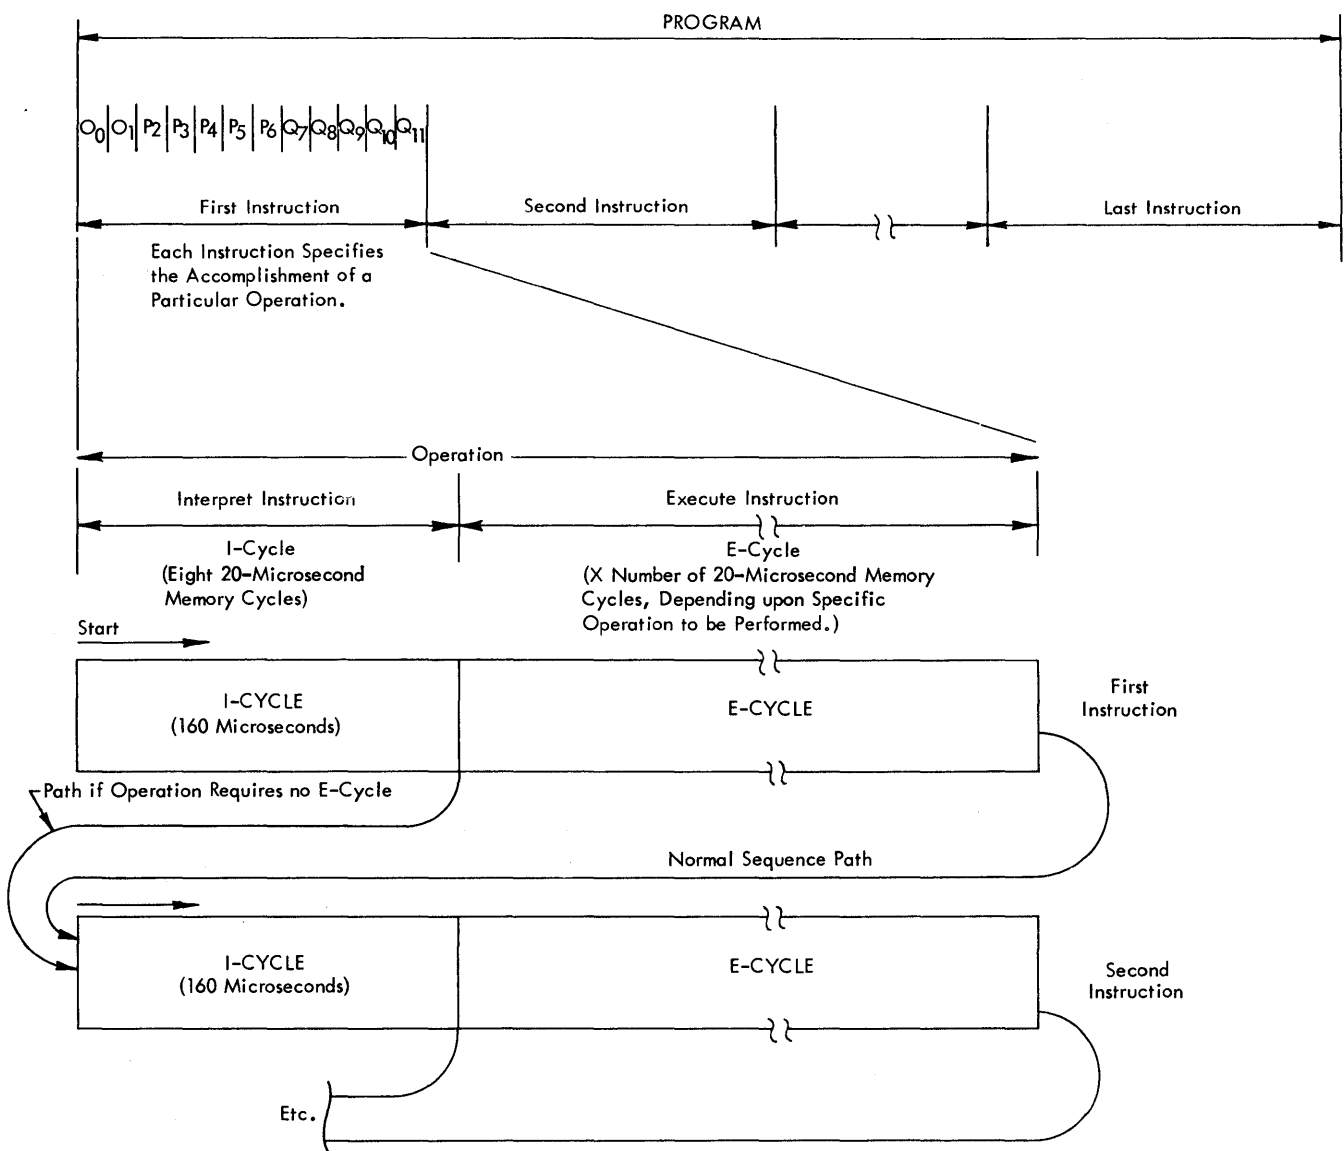 PROGRAM
O0 O1 P2 P3 P4 P5 P6 Q7 Q8 Q9 Q10 Q11
First Instruction
Second Instruction
Last Instruction
Each Instruction Specifies
the Accomplishment of a
Particular Operation.
Operation
Interpret Instruction
Execute Instruction
I-Cycle
(Eight 20-Microsecond
Memory Cycles)
E-Cycle
(X Number of 20-Microsecond Memory
Cycles, Depending upon Specific
Operation to be Performed.)
Start
I-CYCLE
(160 Microseconds)
E-CYCLE
First
Instruction
Path if Operation Requires no E-Cycle
Normal Sequence Path
I-CYCLE
(160 Microseconds)
E-CYCLE
Second
Instruction
Etc.